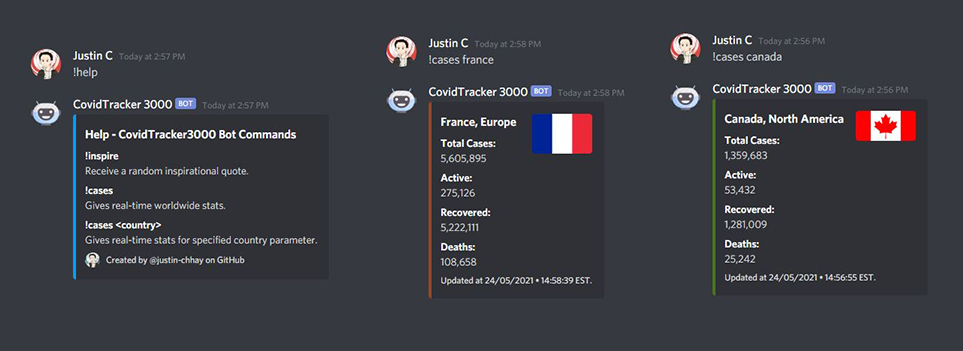 Justin C Today at 2:57 PM
!help
CovidTracker 3000 BOT Today at 2:57 PM
Help - CovidTracker3000 Bot Commands
!inspire
Receive a random inspirational quote.
!cases
Gives real-time worldwide stats.
!cases <country>
Gives real-time stats for specified country parameter.
Created by @justin-chhay on GitHub
Justin C Today at 2:58 PM
!cases france
CovidTracker 3000 BOT Today at 2:58 PM
France, Europe
Total Cases:
5,605,895
Active:
275,126
Recovered:
5,222,111
Deaths:
108,658
Updated at 24/05/2021 • 14:58:39 EST.
Justin C Today at 2:56 PM
!cases canada
CovidTracker 3000 BOT Today at 2:56 PM
Canada, North America
Total Cases:
1,359,683
Active:
53,432
Recovered:
1,281,009
Deaths:
25,242
Updated at 24/05/2021 • 14:56:55 EST.